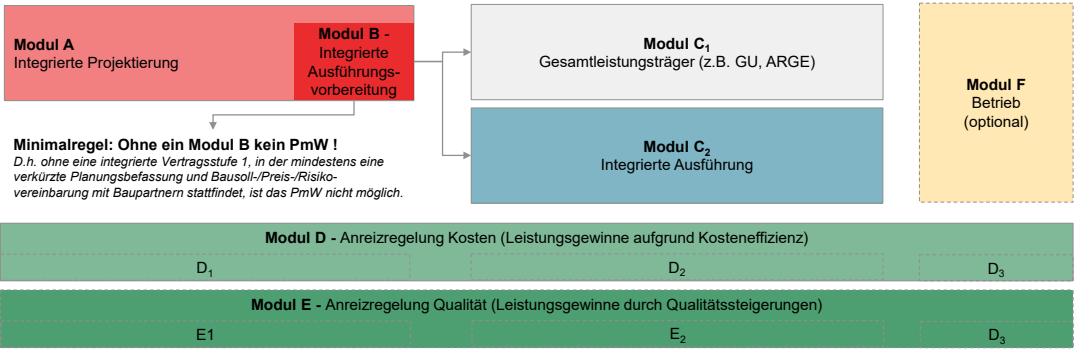 Modul A
Integrierte Projektierung
Modul B -
Integrierte
Ausführungs-
vorbereitung
Modul C₁
Gesamtleistungsträger (z.B. GU, ARGE)
Modul F
Betrieb
(optional)
Minimalregel: Ohne ein Modul B kein PmW !
D.h. ohne eine integrierte Vertragsstufe 1, in der mindestens eine
verkürzte Planungsbefassung und Bausoll-/Preis-/Risiko-
vereinbarung mit Baupartnern stattfindet, ist das PmW nicht möglich.
Modul C₂
Integrierte Ausführung
Modul D - Anreizregelung Kosten (Leistungsgewinne aufgrund Kosteneffizienz)
D₁ D₂ D₃
Modul E - Anreizregelung Qualität (Leistungsgewinne durch Qualitätssteigerungen)
E1 E₂ D₃